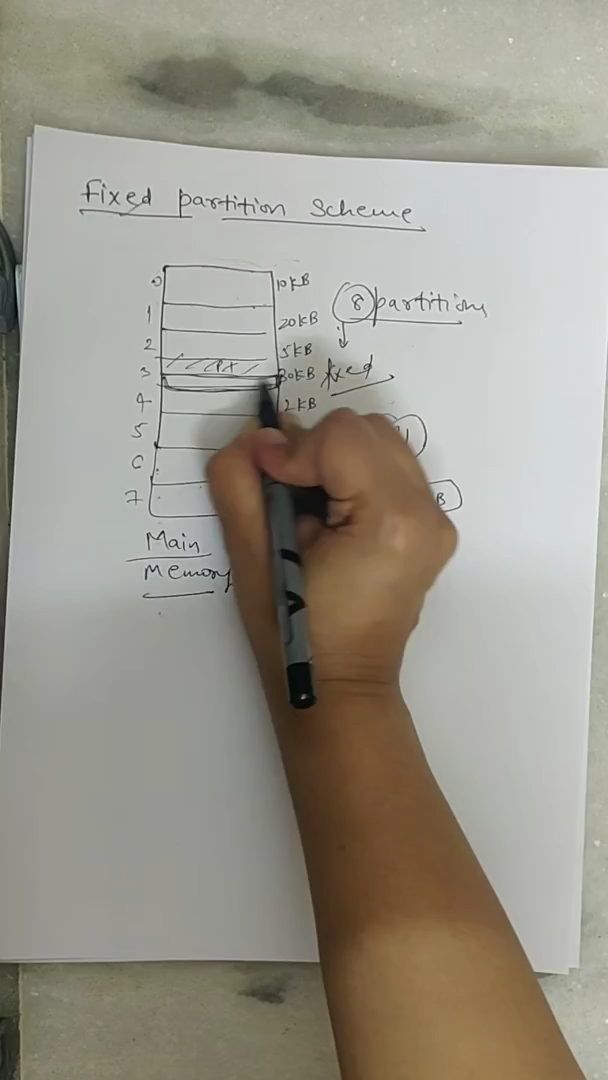 Fixed partition Scheme
0 10KB
1 20KB
2 5KB
3 PX 30KB
4 2KB
5
6
7
8 partitions
fixed
Main
Memory
B